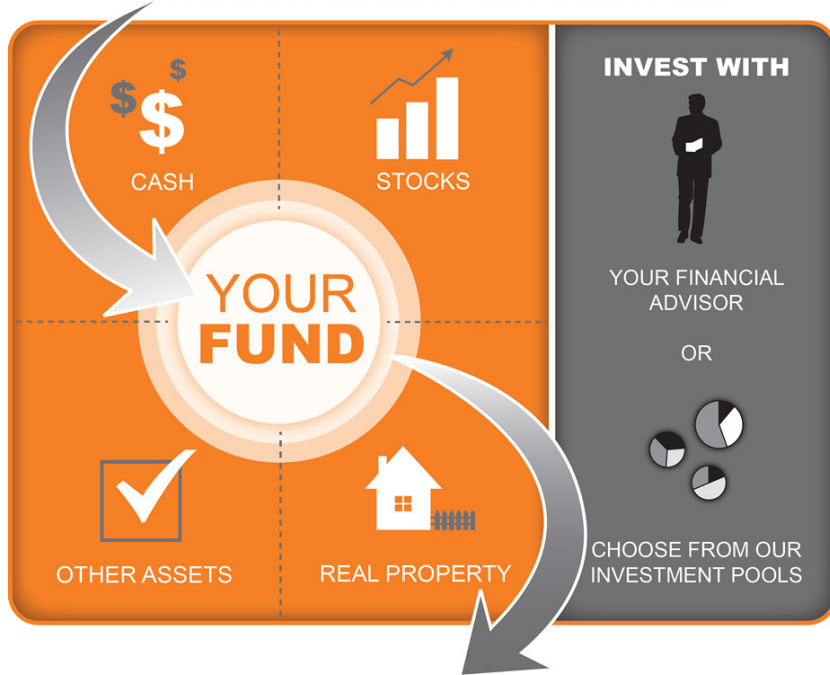 $
$
$
CASH
STOCKS
YOUR
FUND
OTHER ASSETS
REAL PROPERTY
INVEST WITH
YOUR FINANCIAL
ADVISOR
OR
CHOOSE FROM OUR
INVESTMENT POOLS